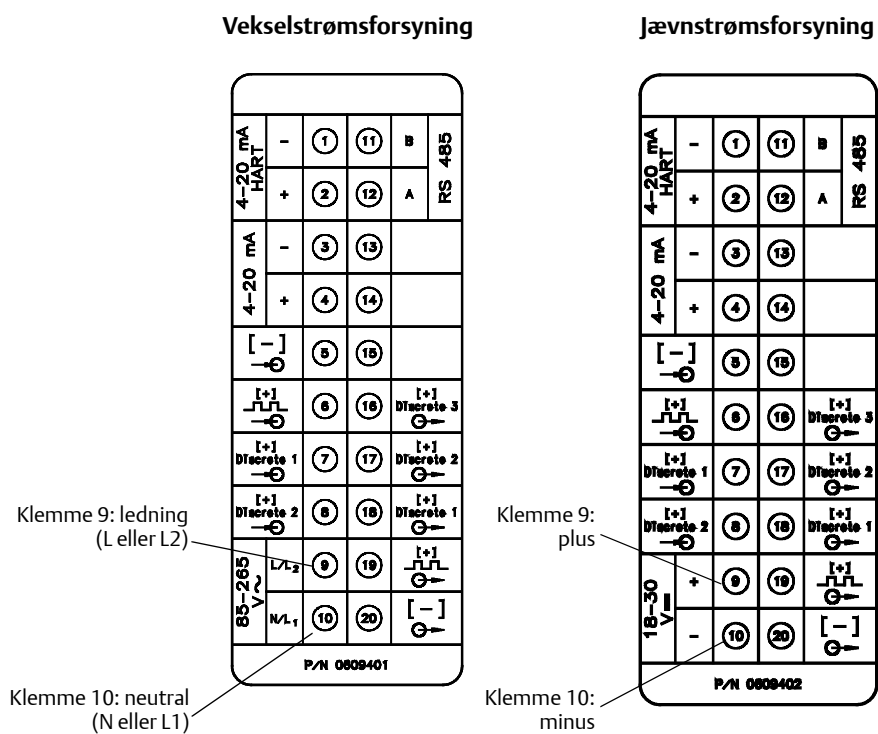 Vekselstrømsforsyning
4-20 mA
HART
- 1 11 B
+ 2 12 A
RS 485
4-20 mA
- 3 13
+ 4 14
[-] 5 15
[+] 6 16 [+]
Discrete 3
[+] 7 17 [+]
Discrete 1 Discrete 2
[+] 8 18 [+]
Discrete 2 Discrete 1
85-265
V~
L/L2 9 19 [+]
N/L1 10 20 [-]
P/N 0609401
Klemme 9: ledning
(L eller L2)
Klemme 10: neutral
(N eller L1)
Jævnstrømsforsyning
4-20 mA
HART
- 1 11 B
+ 2 12 A
RS 485
4-20 mA
- 3 13
+ 4 14
[-] 5 15
[+] 6 16 [+]
Discrete 3
[+] 7 17 [+]
Discrete 1 Discrete 2
[+] 8 18 [+]
Discrete 2 Discrete 1
18-30
V
+ 9 19 [+]
- 10 20 [-]
P/N 0609402
Klemme 9:
plus
Klemme 10:
minus